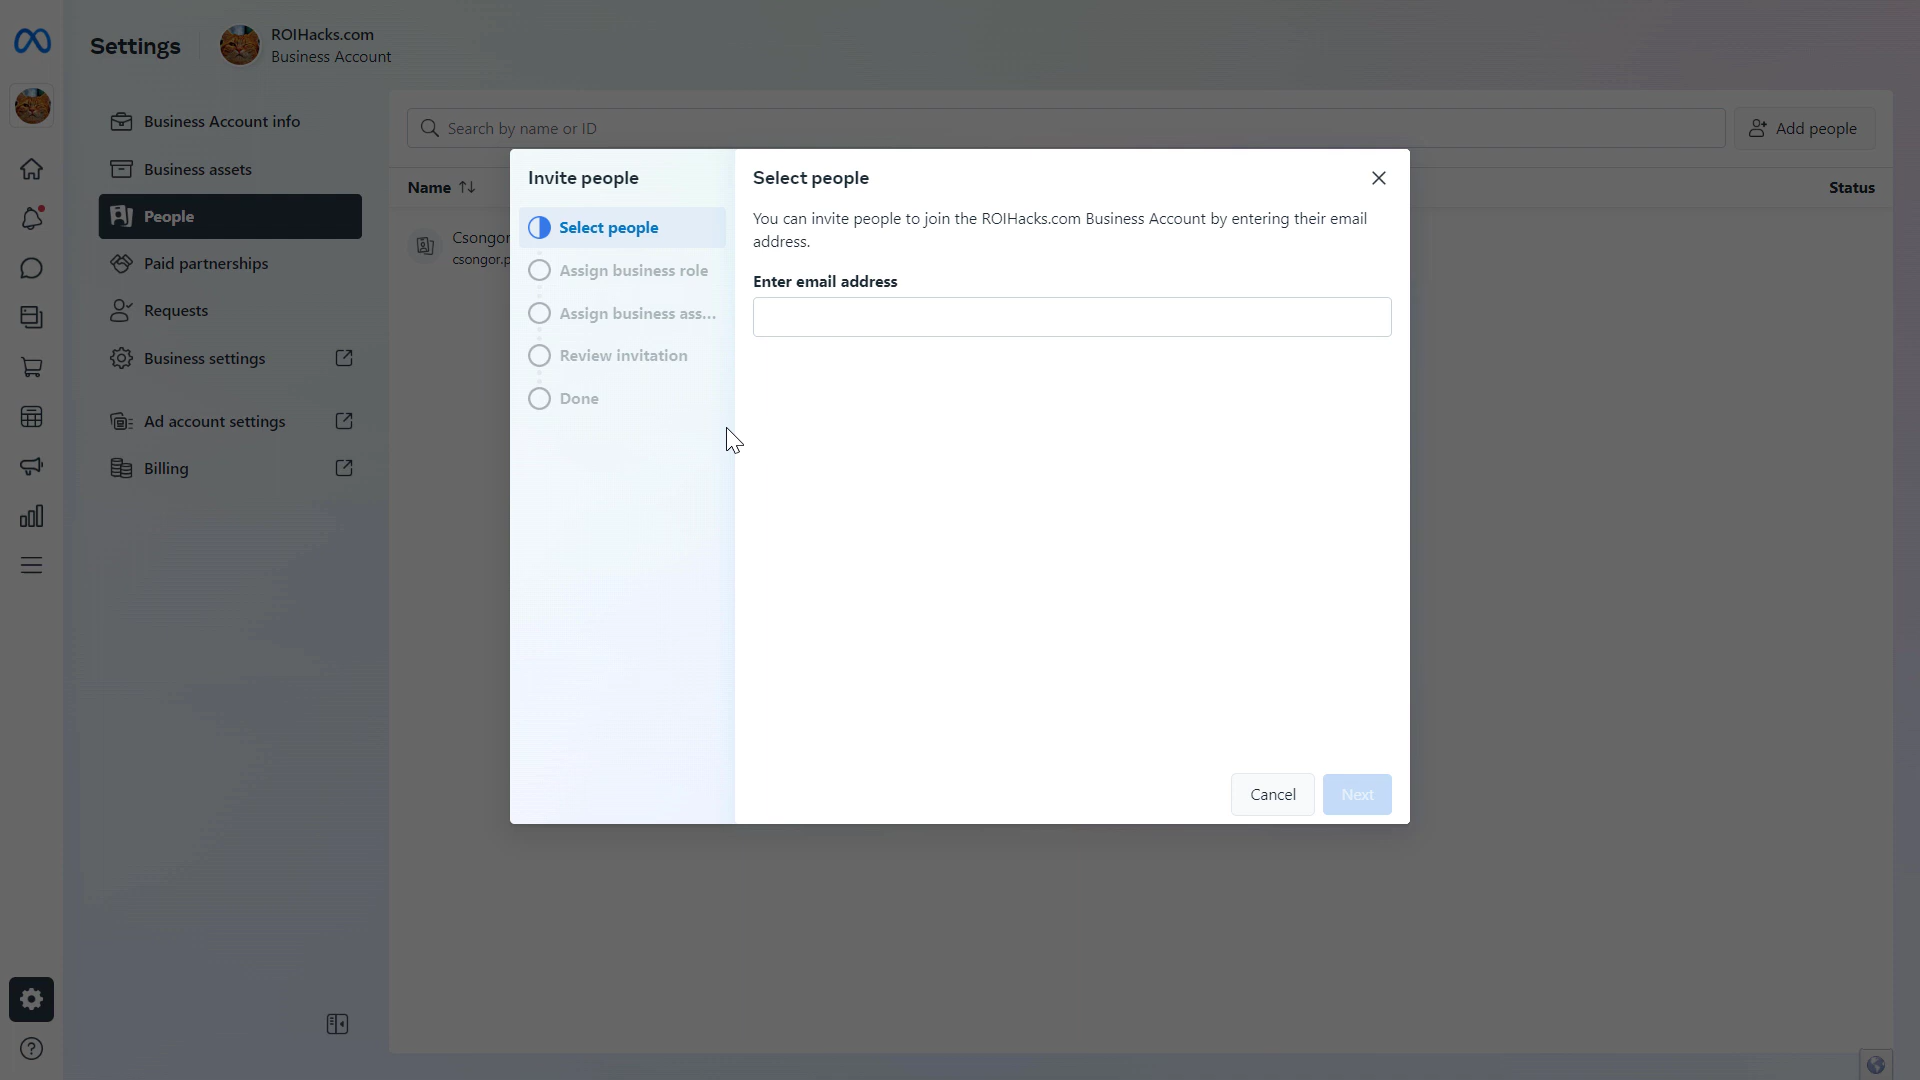 Settings
ROIHacks.com
Business Account
Business Account info
Business assets
People
Paid partnerships
Requests
Business settings
Ad account settings
Billing
Search by name or ID
Add people
Name
Status
Csongor
csongor.p
Invite people
Select people
Assign business role
Assign business ass...
Review invitation
Done
Select people
You can invite people to join the ROIHacks.com Business Account by entering their email
address.
Enter email address
Cancel
Next